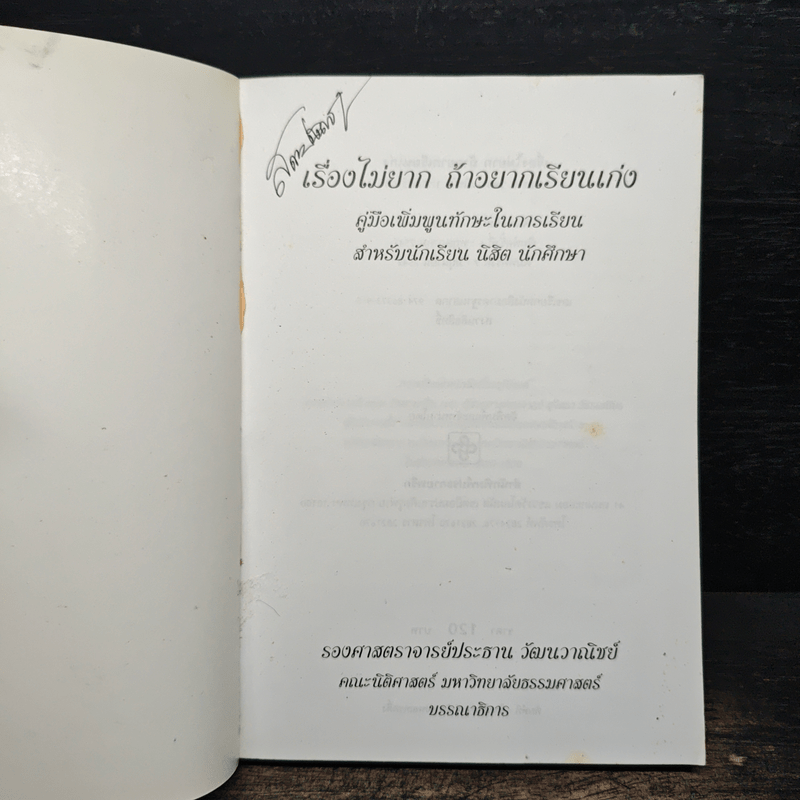 เรื่องไม่ยาก ถ้าอยากเรียนเก่ง
คู่มือเพิ่มพูนทักษะในการเรียน
สำหรับนักเรียน นิสิต นักศึกษา
รองศาสตราจารย์ประธาน วัฒนวาณิชย์
คณะนิติศาสตร์ มหาวิทยาลัยธรรมศาสตร์
บรรณาธิการ